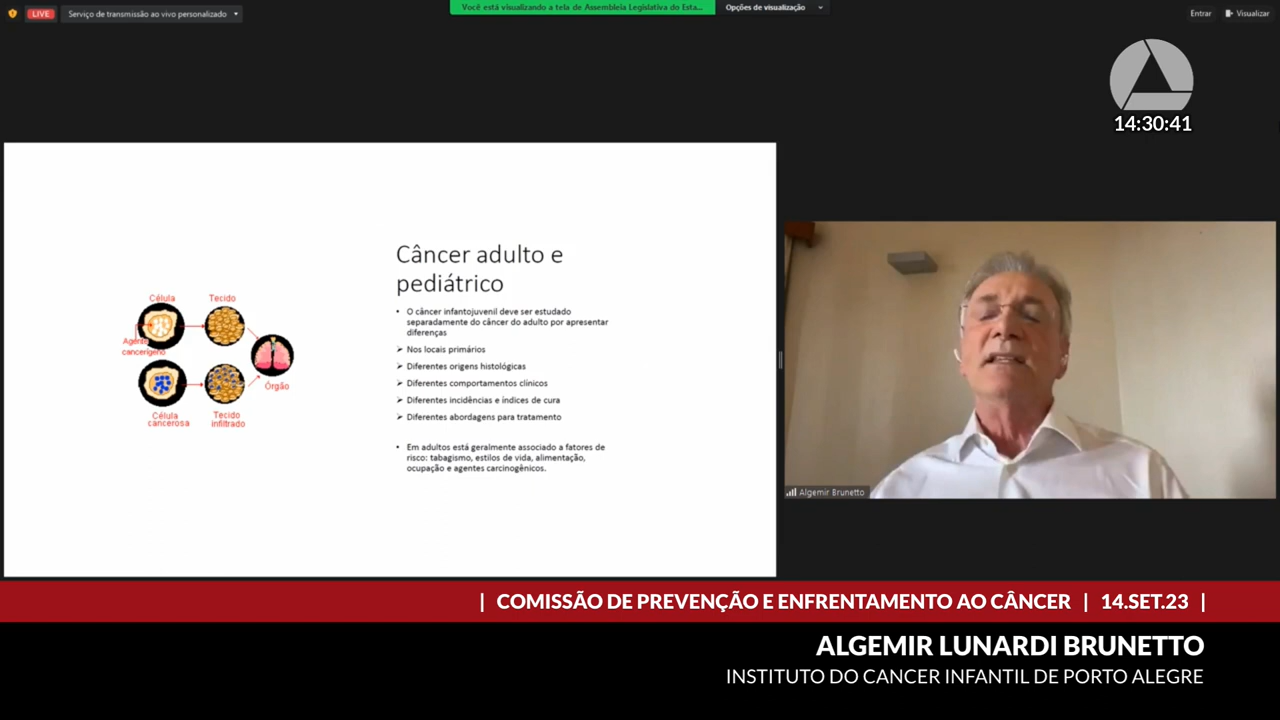 LIVE
Serviço de transmissão ao vivo personalizado
Você está visualizando a tela de Assembleia Legislativa do Esta...
Opções de visualização
Entrar
Visualizar
14:30:41
Célula
Tecido
Agente
cancerígeno
Órgão
Célula
cancerosa
Tecido
infiltrado
Câncer adulto e
pediátrico
• O câncer infantojuvenil deve ser estudado
separadamente do câncer do adulto por apresentar
diferenças
➢ Nos locais primários
➢ Diferentes origens histológicas
➢ Diferentes comportamentos clínicos
➢ Diferentes incidências e índices de cura
➢ Diferentes abordagens para tratamento
• Em adultos está geralmente associado a fatores de
risco: tabagismo, estilos de vida, alimentação,
ocupação e agentes carcinogênicos.
Algemir Brunetto
| COMISSÃO DE PREVENÇÃO E ENFRENTAMENTO AO CÂNCER | 14.SET.23 |
ALGEMIR LUNARDI BRUNETTO
INSTITUTO DO CANCER INFANTIL DE PORTO ALEGRE